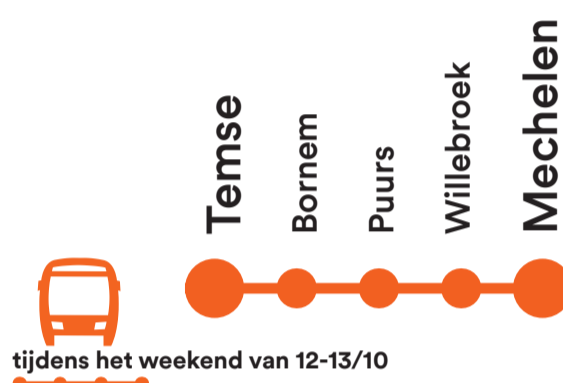 Temse
Bornem
Puurs
Willebroek
Mechelen
tijdens het weekend van 12-13/10